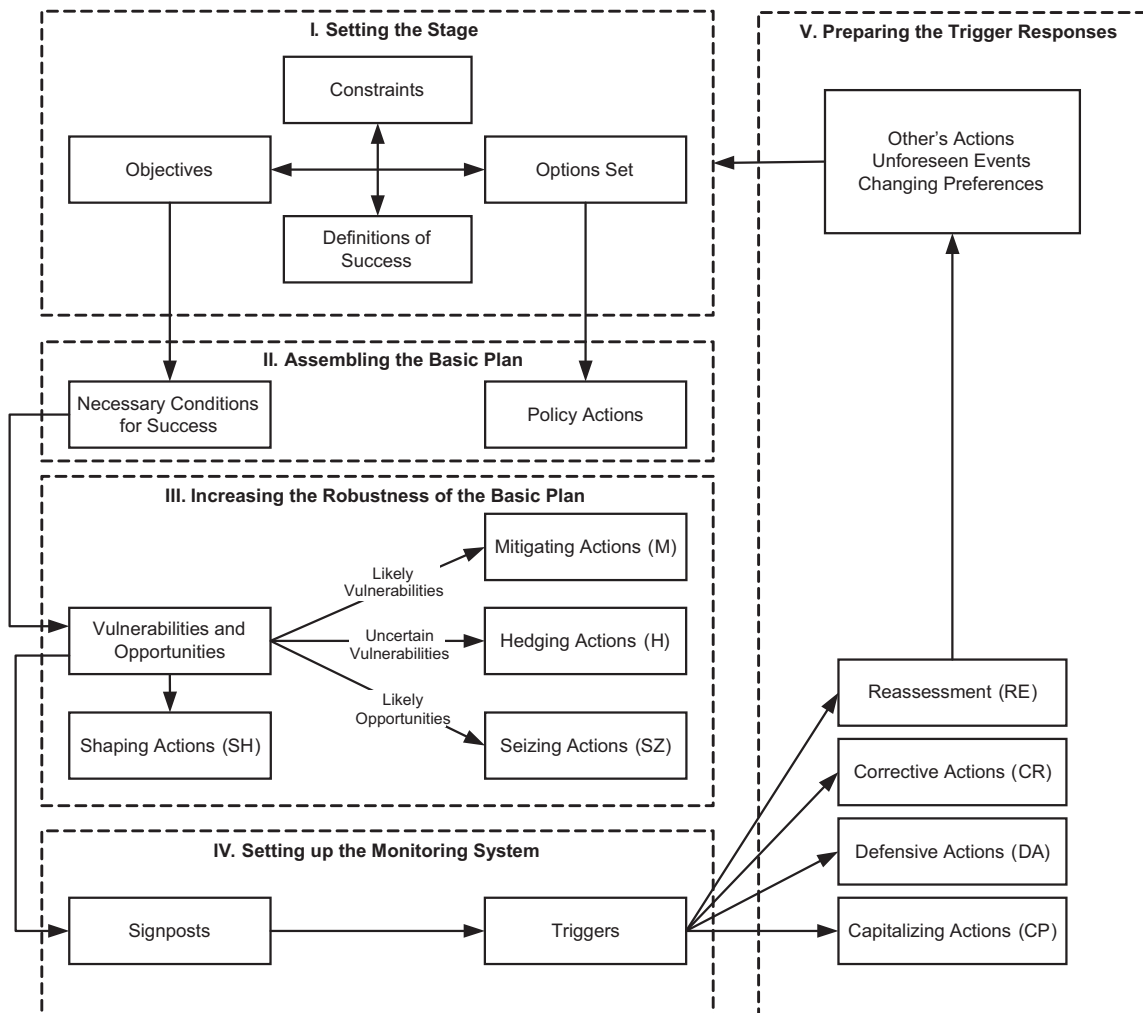 I. Setting the Stage
Constraints
Objectives
Options Set
Definitions of
Success
II. Assembling the Basic Plan
Necessary Conditions
for Success
Policy Actions
III. Increasing the Robustness of the Basic Plan
Mitigating Actions (M)
Likely
Vulnerabilities
Vulnerabilities and
Opportunities
Uncertain
Vulnerabilities
Hedging Actions (H)
Likely
Opportunities
Shaping Actions (SH)
Seizing Actions (SZ)
IV. Setting up the Monitoring System
Signposts
Triggers
V. Preparing the Trigger Responses
Other's Actions
Unforeseen Events
Changing Preferences
Reassessment (RE)
Corrective Actions (CR)
Defensive Actions (DA)
Capitalizing Actions (CP)